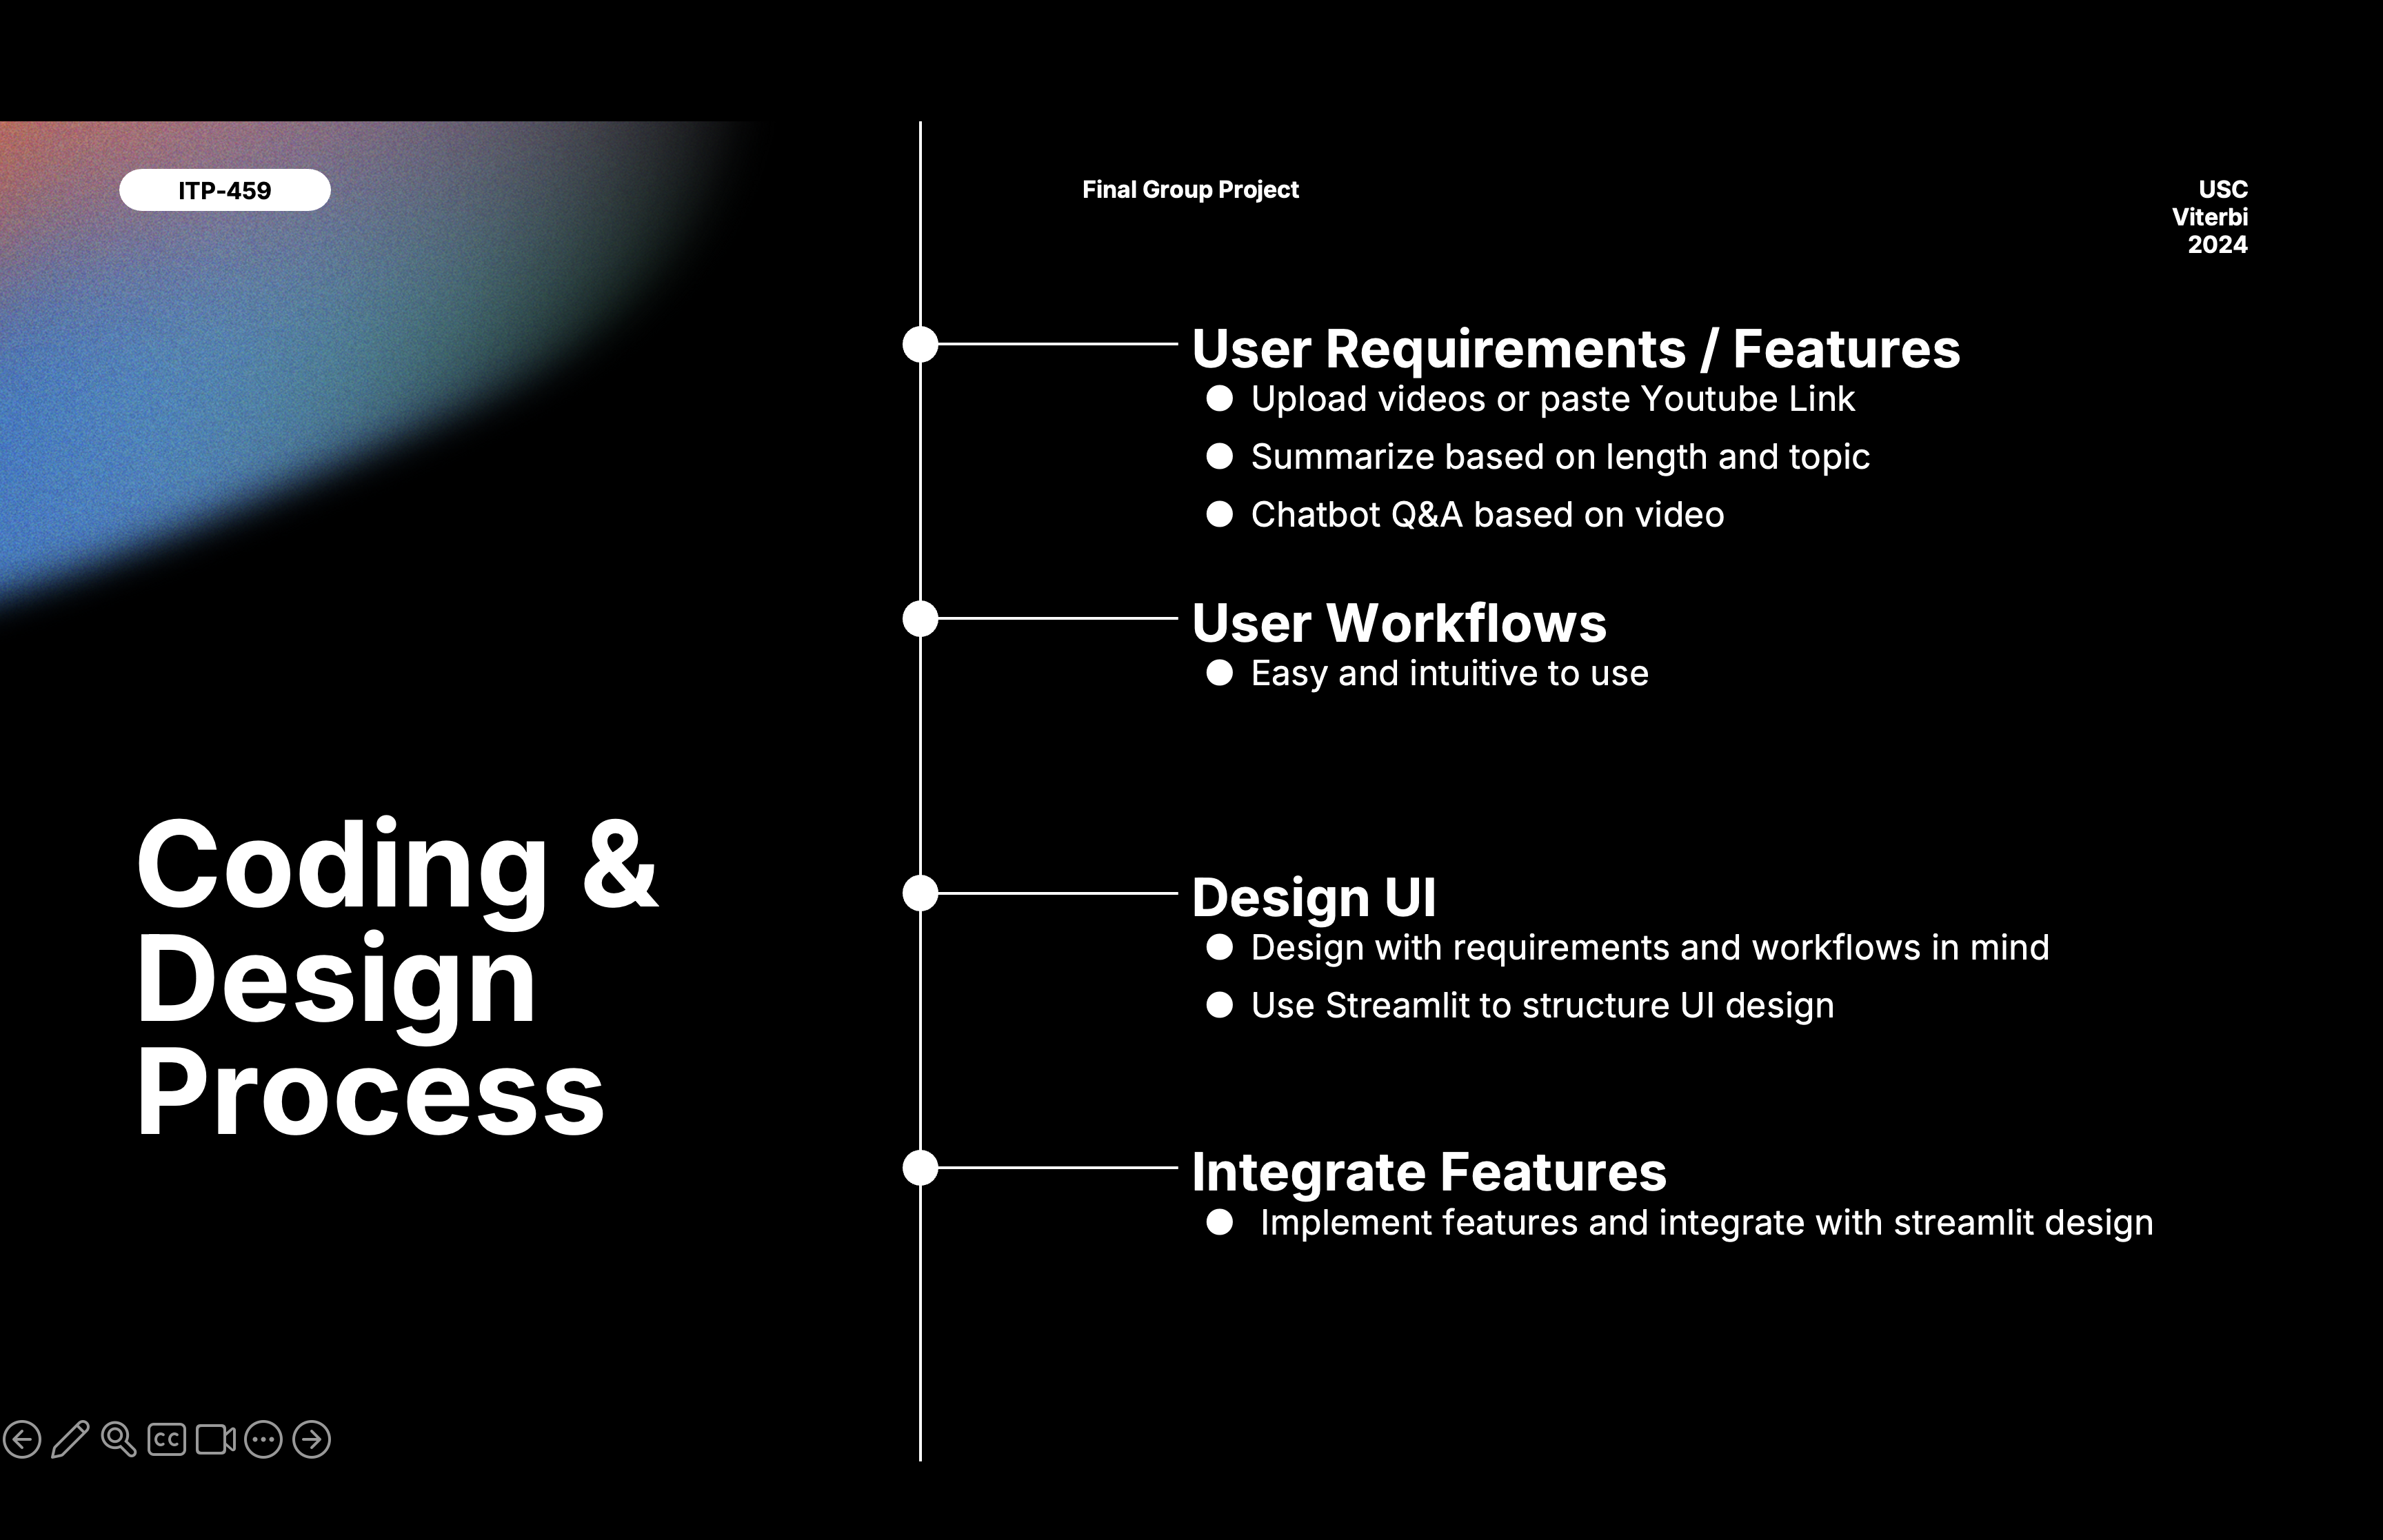 ITP-459
Final Group Project
USC
Viterbi
2024
User Requirements / Features
Upload videos or paste Youtube Link
Summarize based on length and topic
Chatbot Q&A based on video
User Workflows
Easy and intuitive to use
Coding &
Design
Process
Design UI
Design with requirements and workflows in mind
Use Streamlit to structure UI design
Integrate Features
Implement features and integrate with streamlit design
CC